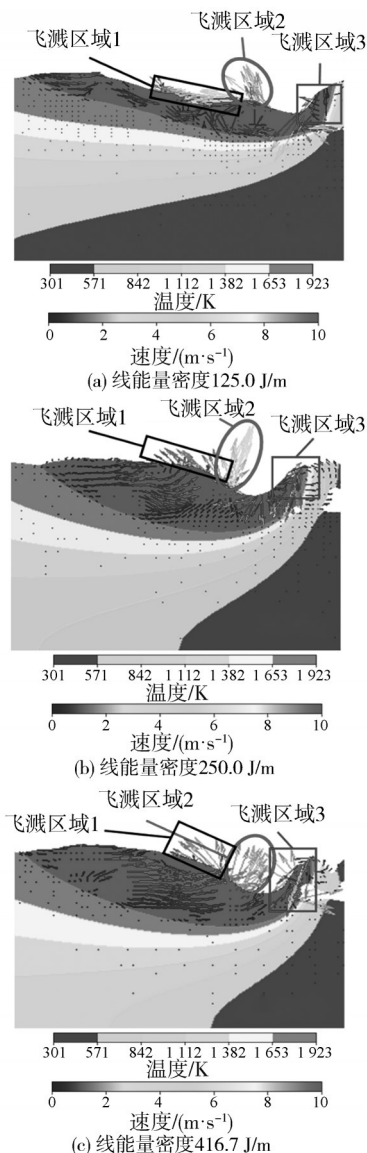 飞溅区域2
飞溅区域1
飞溅区域3
301 571 842 1 112 1 382 1 653 1 923
温度/K
0 2 4 6 8 10
速度/(m·s⁻¹)
(a) 线能量密度125.0 J/m
飞溅区域2
飞溅区域1
飞溅区域3
301 571 842 1 112 1 382 1 653 1 923
温度/K
0 2 4 6 8 10
速度/(m·s⁻¹)
(b) 线能量密度250.0 J/m
飞溅区域2
飞溅区域1
飞溅区域3
301 571 842 1 112 1 382 1 653 1 923
温度/K
0 2 4 6 8 10
速度/(m·s⁻¹)
(c) 线能量密度416.7 J/m